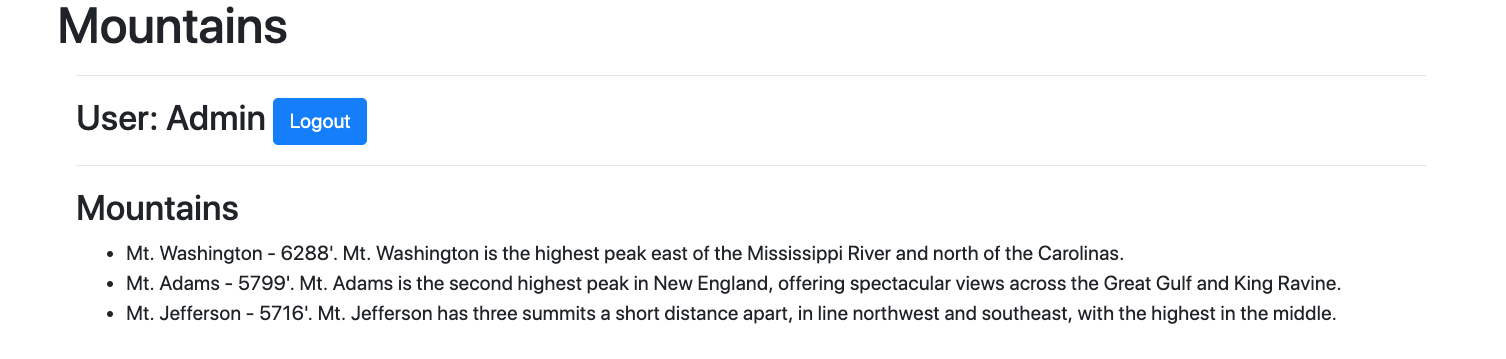 Mountains
User: Admin Logout
Mountains
• Mt. Washington - 6288'. Mt. Washington is the highest peak east of the Mississippi River and north of the Carolinas.
• Mt. Adams - 5799'. Mt. Adams is the second highest peak in New England, offering spectacular views across the Great Gulf and King Ravine.
• Mt. Jefferson - 5716'. Mt. Jefferson has three summits a short distance apart, in line northwest and southeast, with the highest in the middle.